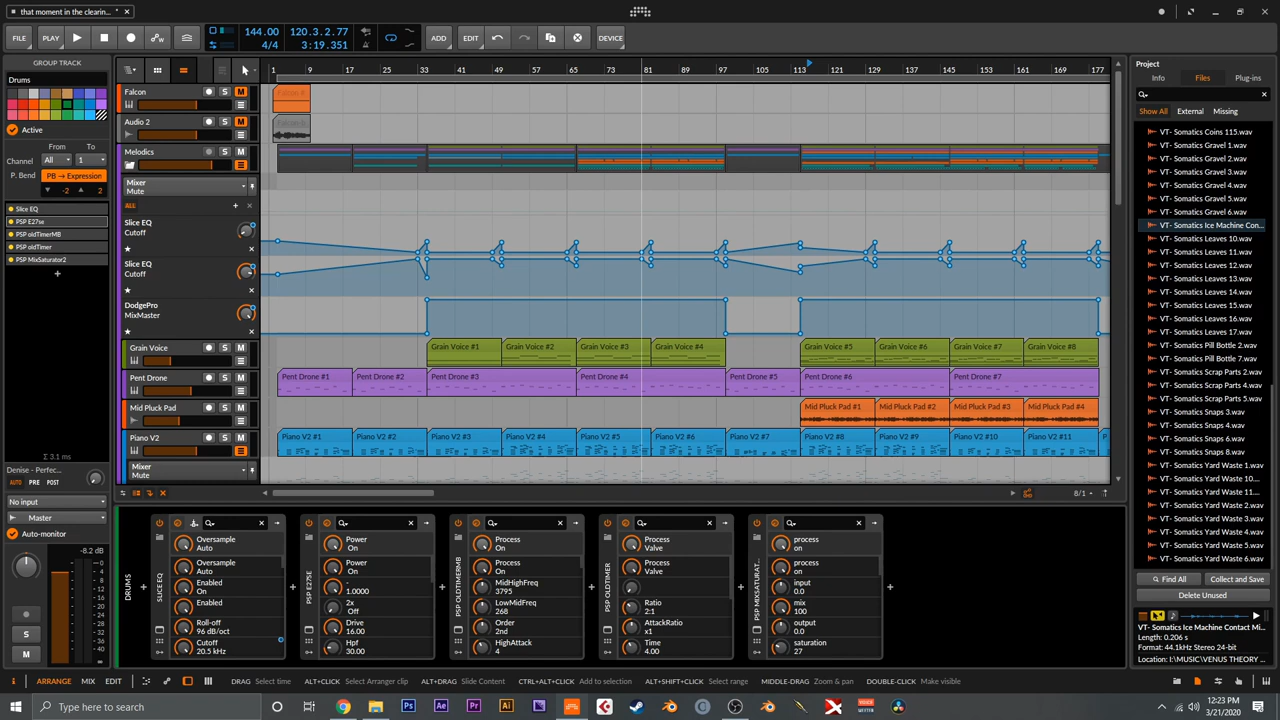 that moment in the clearin... *
FILE PLAY 144.00 120.3.2.77 ADD EDIT DEVICE
4/4 3:19.351
GROUP TRACK
Drums
Active
From To
Channel All 1
P. Bend PB → Expression
-2 2
Slice EQ
PSP E27se
PSP oldTimerMB
PSP oldTimer
PSP MixSaturator2
Σ 3.1 ms
Denise - Perfec...
AUTO PRE POST
No input
Master
Auto-monitor
-8.2 dB
S
M
1 9 17 25 33 41 49 57 65 73 81 89 97 105 113 121 129 137 145 153 161 169 177
Falcon S M
Audio 2 S M
Melodics S M
Mixer
Mute
ALL
Slice EQ
Cutoff
Slice EQ
Cutoff
DodgePro
MixMaster
Grain Voice S M Grain Voice #1 Grain Voice #2 Grain Voice #3 Grain Voice #4 Grain Voice #5 Grain Voice #6 Grain Voice #7 Grain Voice #8
Pent Drone S M Pent Drone #1 Pent Drone #2 Pent Drone #3 Pent Drone #4 Pent Drone #5 Pent Drone #6 Pent Drone #7
Mid Pluck Pad S M Mid Pluck Pad #1 Mid Pluck Pad #2 Mid Pluck Pad #3 Mid Pluck Pad #4
Piano V2 S M Piano V2 #1 Piano V2 #2 Piano V2 #3 Piano V2 #4 Piano V2 #5 Piano V2 #6 Piano V2 #7 Piano V2 #8 Piano V2 #9 Piano V2 #10 Piano V2 #11 P
Mixer
Mute
8/1
DRUMS
SLICE EQ
Oversample
Auto
Oversample
Auto
Enabled
On
Enabled
Roll-off
96 dB/oct
Cutoff
20.5 kHz
PSP E27SE
Power
On
Power
On
-
1.0000
2x
Off
Drive
16.00
Hpf
30.00
PSP OLDTIMERMB
Process
On
Process
On
MidHighFreq
3795
LowMidFreq
268
Order
2nd
HighAttack
4
PSP OLDTIMER
Process
Valve
Process
Valve
Ratio
2:1
AttackRatio
x1
Time
4.00
PSP MIXSATURAT...
process
on
process
on
input
0.0
mix
100
output
0.0
saturation
27
Project
Info Files Plug-ins
Show All External Missing
VT- Somatics Coins 115.wav
VT- Somatics Gravel 1.wav
VT- Somatics Gravel 2.wav
VT- Somatics Gravel 3.wav
VT- Somatics Gravel 4.wav
VT- Somatics Gravel 5.wav
VT- Somatics Gravel 6.wav
VT- Somatics Ice Machine Con...
VT- Somatics Leaves 10.wav
VT- Somatics Leaves 11.wav
VT- Somatics Leaves 12.wav
VT- Somatics Leaves 13.wav
VT- Somatics Leaves 14.wav
VT- Somatics Leaves 15.wav
VT- Somatics Leaves 16.wav
VT- Somatics Leaves 17.wav
VT- Somatics Pill Bottle 2.wav
VT- Somatics Pill Bottle 7.wav
VT- Somatics Scrap Parts 2.wav
VT- Somatics Scrap Parts 4.wav
VT- Somatics Snaps 3.wav
VT- Somatics Snaps 4.wav
VT- Somatics Snaps 6.wav
VT- Somatics Snaps 8.wav
VT- Somatics Yard Waste 1.wav
VT- Somatics Yard Waste 10....
VT- Somatics Yard Waste 11....
VT- Somatics Yard Waste 2.wav
VT- Somatics Yard Waste 3.wav
VT- Somatics Yard Waste 4.wav
VT- Somatics Yard Waste 5.wav
VT- Somatics Yard Waste 6.wav
Find All Collect and Save
Delete Unused
VT- Somatics Ice Machine Contact Mi...
Length: 0.206 s
Format: 44.1kHz Stereo 24-bit
Location: I:\MUSIC\VENUS THEORY ...
ARRANGE MIX EDIT DRAG Select time ALT+CLICK Select Arranger clip ALT+DRAG Slide Content CTRL+ALT+CLICK Add to selection ALT+SHIFT+CLICK Select range MIDDLE-DRAG Zoom & pan DOUBLE-CLICK Make visible
Type here to search
12:23 PM
3/21/2020